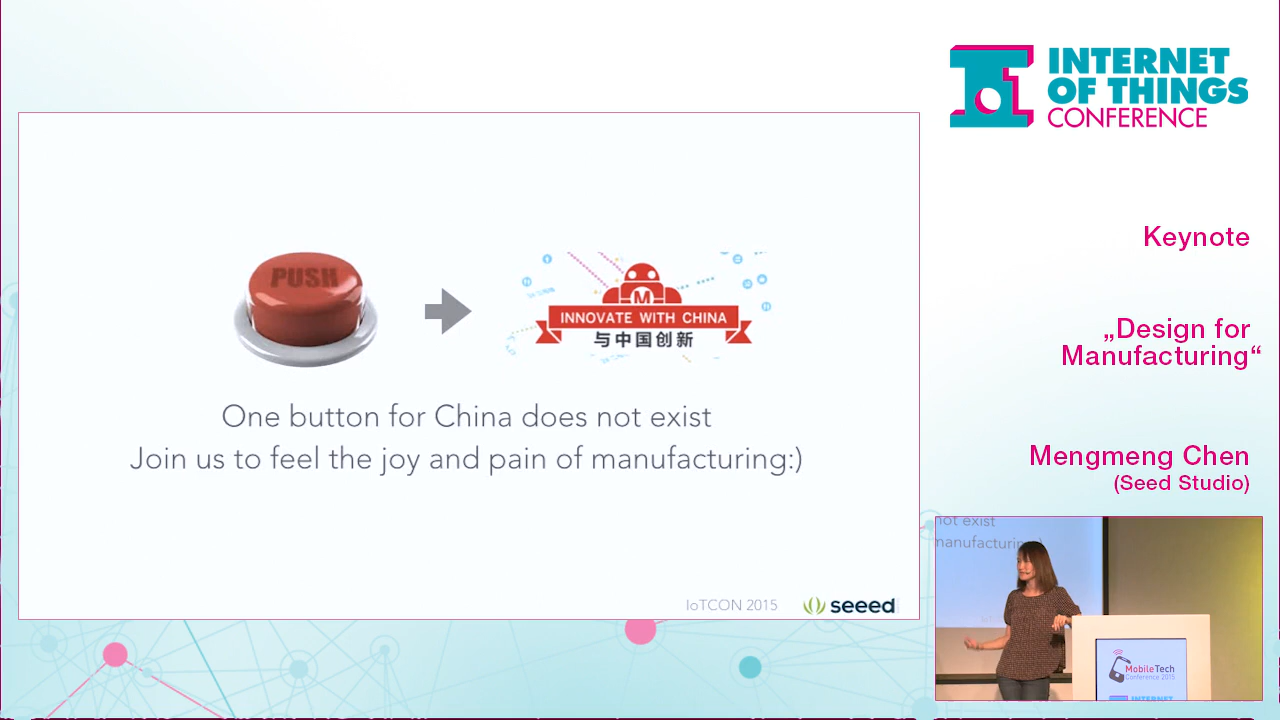 INTERNET
OF THINGS
CONFERENCE
Keynote
„Design for
Manufacturing“
Mengmeng Chen
(Seed Studio)
PUSH
M
INNOVATE WITH CHINA
与中国创新
One button for China does not exist
Join us to feel the joy and pain of manufacturing:)
IoTCON 2015
seeed
not exist
manufacturing:)
MobileTech
Conference 2015
INTERNET